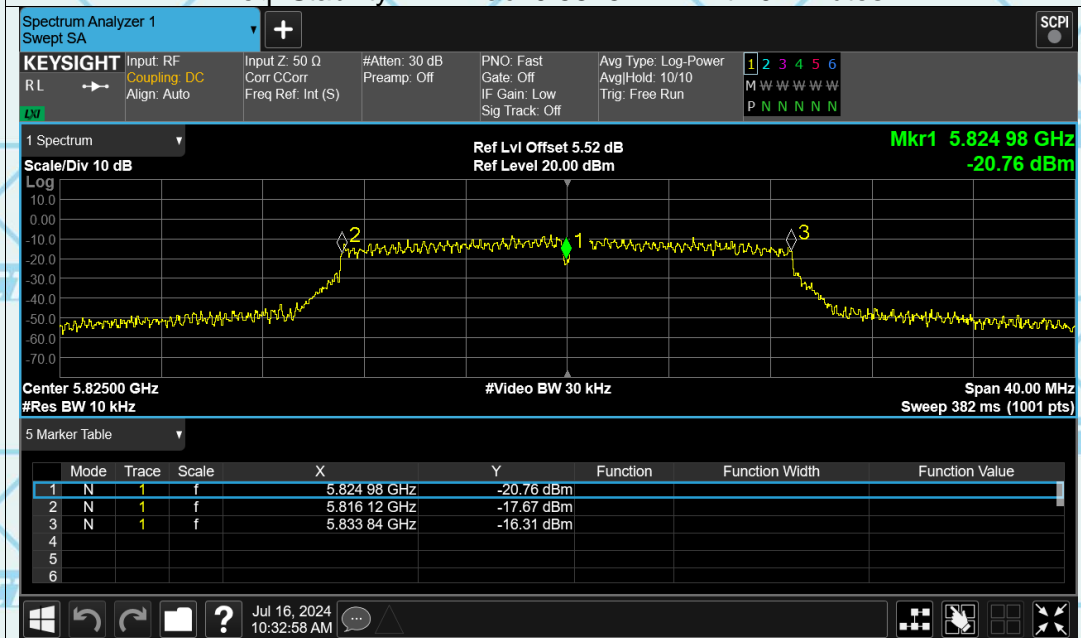 Spectrum Analyzer 1
Swept SA
+
SCPI
KEYSIGHT Input: RF Input Z: 50 Ω #Atten: 30 dB PNO: Fast Avg Type: Log-Power 1 2 3 4 5 6
RL Coupling: DC Corr CCorr Preamp: Off Gate: Off Avg|Hold: 10/10 M W W W W W
Align: Auto Freq Ref: Int (S) IF Gain: Low Trig: Free Run
LXI Sig Track: Off P N N N N N
1 Spectrum
Ref Lvl Offset 5.52 dB Mkr1 5.824 98 GHz
Scale/Div 10 dB Ref Level 20.00 dBm -20.76 dBm
Log
10.0
0.00
-10.0
-20.0
-30.0
-40.0
-50.0
-60.0
-70.0
2 1 3
Center 5.82500 GHz #Video BW 30 kHz Span 40.00 MHz
#Res BW 10 kHz Sweep 382 ms (1001 pts)
5 Marker Table
Mode Trace Scale X Y Function Function Width Function Value
1 N 1 f 5.824 98 GHz -20.76 dBm
2 N 1 f 5.816 12 GHz -17.67 dBm
3 N 1 f 5.833 84 GHz -16.31 dBm
4
5
6
? Jul 16, 2024
10:32:58 AM